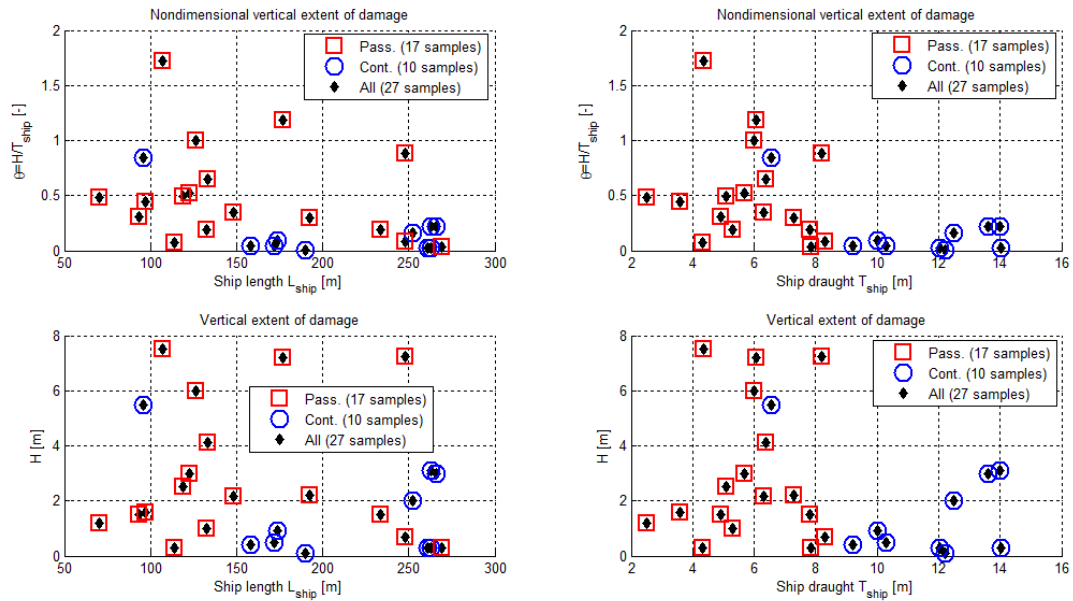 Nondimensional vertical extent of damage
2
1.5
1
0.5
0
θ=H/T_ship [-]
50 100 150 200 250 300
Ship length L_ship [m]
Pass. (17 samples)
Cont. (10 samples)
All (27 samples)
Nondimensional vertical extent of damage
2
1.5
1
0.5
0
θ=H/T_ship [-]
2 4 6 8 10 12 14 16
Ship draught T_ship [m]
Pass. (17 samples)
Cont. (10 samples)
All (27 samples)
Vertical extent of damage
8
6
4
2
0
H [m]
50 100 150 200 250 300
Ship length L_ship [m]
Pass. (17 samples)
Cont. (10 samples)
All (27 samples)
Vertical extent of damage
8
6
4
2
0
H [m]
2 4 6 8 10 12 14 16
Ship draught T_ship [m]
Pass. (17 samples)
Cont. (10 samples)
All (27 samples)